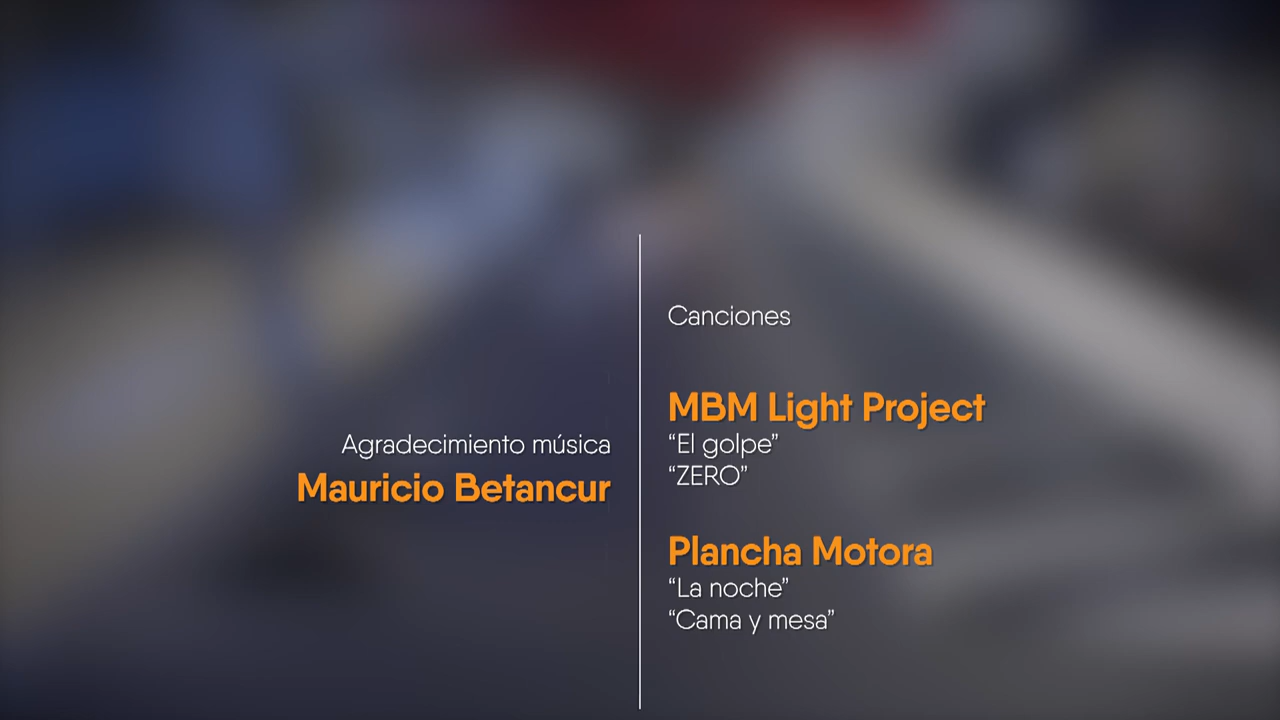 Agradecimiento música
Mauricio Betancur
Canciones
MBM Light Project
“El golpe”
“ZERO”
Plancha Motora
“La noche”
“Cama y mesa”